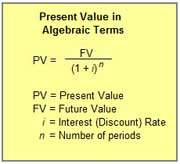 Present Value in
Algebraic Terms
PV = FV / (1 + i)^n
PV = Present Value
FV = Future Value
i = Interest (Discount) Rate
n = Number of periods